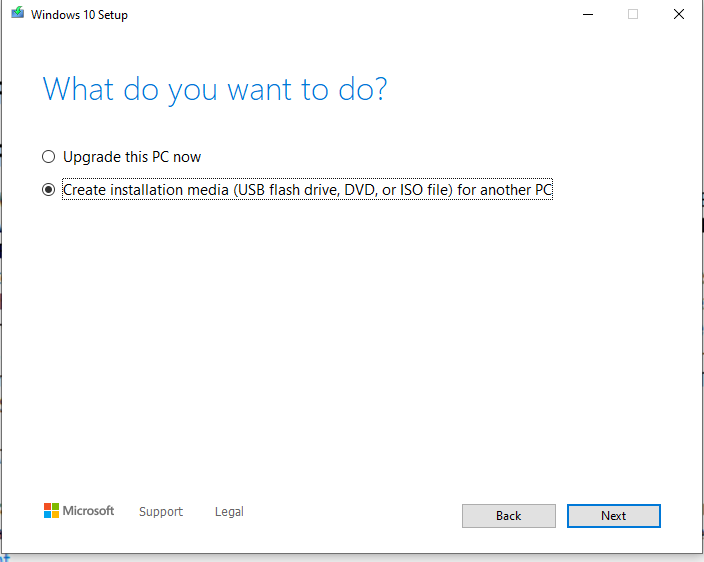 Windows 10 Setup
What do you want to do?
Upgrade this PC now
Create installation media (USB flash drive, DVD, or ISO file) for another PC
Microsoft Support Legal Back Next